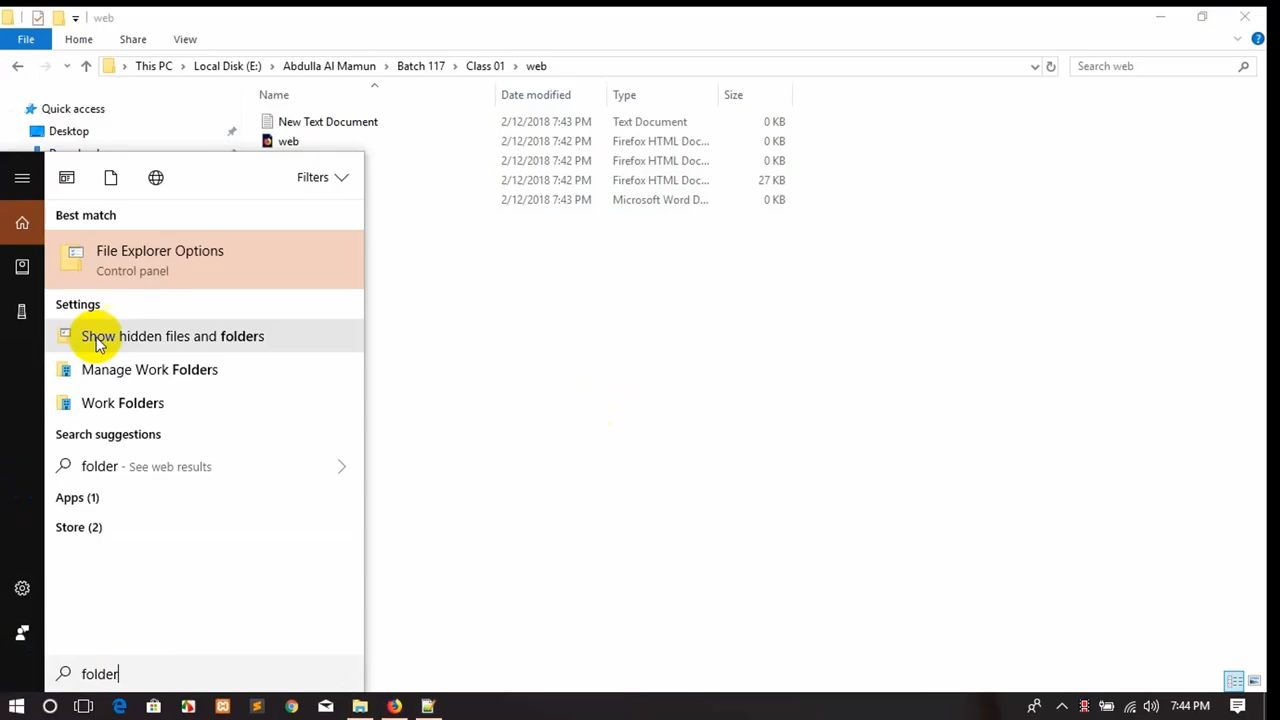 web
File Home Share View
This PC Local Disk (E:) Abdulla Al Mamun Batch 117 Class 01 web Search web
Name Date modified Type Size
Quick access
Desktop
New Text Document 2/12/2018 7:43 PM Text Document 0 KB
web 2/12/2018 7:43 PM Firefox HTML Doc... 0 KB
2/12/2018 7:42 PM Firefox HTML Doc... 0 KB
2/12/2018 7:42 PM Firefox HTML Doc... 27 KB
2/12/2018 7:43 PM Microsoft Word D... 0 KB
Filters
Best match
File Explorer Options
Control panel
Settings
Show hidden files and folders
Manage Work Folders
Work Folders
Search suggestions
folder - See web results
Apps (1)
Store (2)
folder
7:44 PM